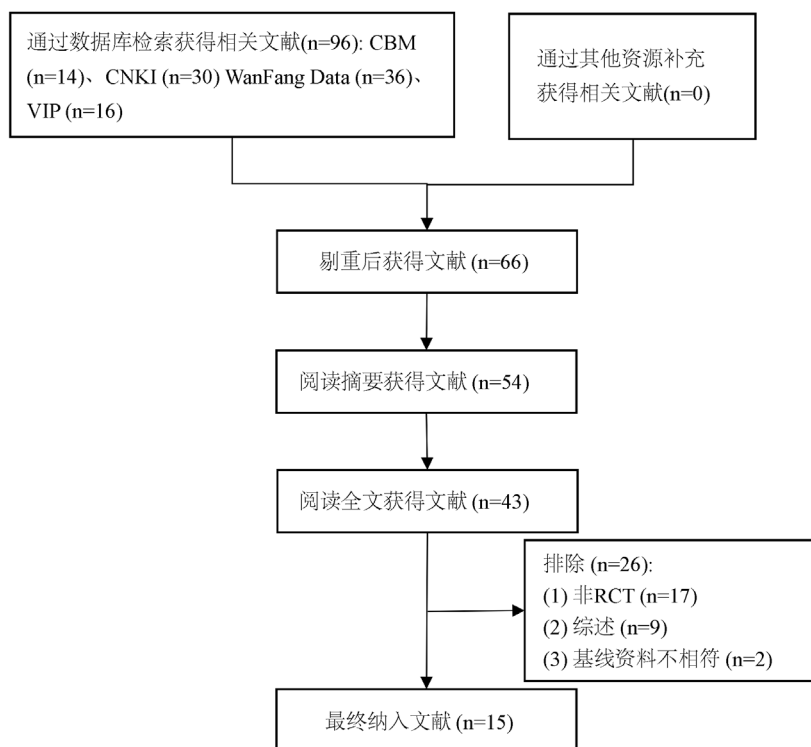 通过数据库检索获得相关文献(n=96): CBM
(n=14)、CNKI (n=30) WanFang Data (n=36)、
VIP (n=16)
通过其他资源补充
获得相关文献(n=0)
剔重后获得文献 (n=66)
阅读摘要获得文献 (n=54)
阅读全文获得文献 (n=43)
排除 (n=26):
(1) 非RCT (n=17)
(2) 综述 (n=9)
(3) 基线资料不相符 (n=2)
最终纳入文献 (n=15)